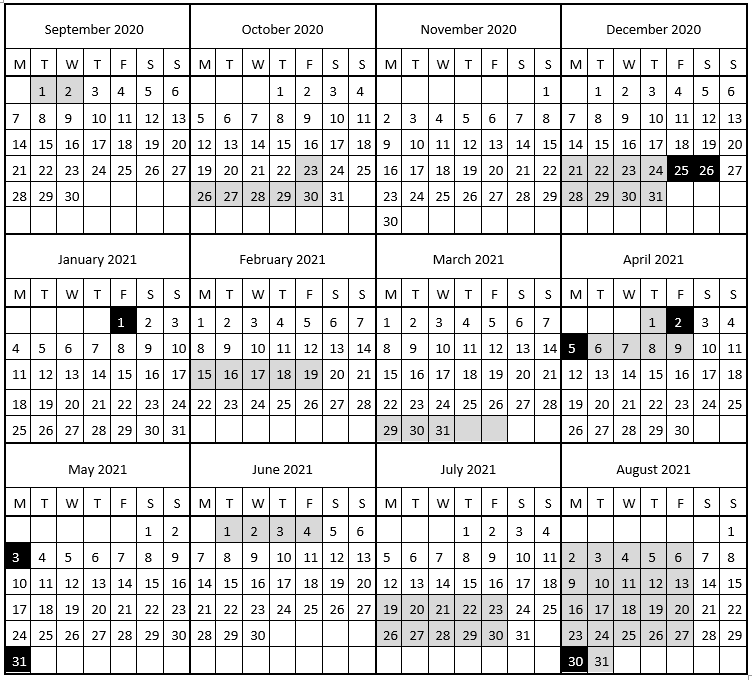 September 2020 October 2020 November 2020 December 2020
M T W T F S S M T W T F S S M T W T F S S M T W T F S S
1 2 3 4 5 6 1 2 3 4 1 1 2 3 4 5 6
7 8 9 10 11 12 13 5 6 7 8 9 10 11 2 3 4 5 6 7 8 7 8 9 10 11 12 13
14 15 16 17 18 19 20 12 13 14 15 16 17 18 9 10 11 12 13 14 15 14 15 16 17 18 19 20
21 22 23 24 25 26 27 19 20 21 22 23 24 25 16 17 18 19 20 21 22 21 22 23 24 25 26 27
28 29 30 26 27 28 29 30 31 23 24 25 26 27 28 29 28 29 30 31
30
January 2021 February 2021 March 2021 April 2021
M T W T F S S M T W T F S S M T W T F S S M T W T F S S
1 2 3 1 2 3 4 5 6 7 1 2 3 4 5 6 7 1 2 3 4
4 5 6 7 8 9 10 8 9 10 11 12 13 14 8 9 10 11 12 13 14 5 6 7 8 9 10 11
11 12 13 14 15 16 17 15 16 17 18 19 20 21 15 16 17 18 19 20 21 12 13 14 15 16 17 18
18 19 20 21 22 23 24 22 23 24 25 26 27 28 22 23 24 25 26 27 28 19 20 21 22 23 24 25
25 26 27 28 29 30 31 29 30 31 26 27 28 29 30
May 2021 June 2021 July 2021 August 2021
M T W T F S S M T W T F S S M T W T F S S M T W T F S S
1 2 1 2 3 4 5 6 1 2 3 4 1
3 4 5 6 7 8 9 7 8 9 10 11 12 13 5 6 7 8 9 10 11 2 3 4 5 6 7 8
10 11 12 13 14 15 16 14 15 16 17 18 19 20 12 13 14 15 16 17 18 9 10 11 12 13 14 15
17 18 19 20 21 22 23 21 22 23 24 25 26 27 19 20 21 22 23 24 25 16 17 18 19 20 21 22
24 25 26 27 28 29 30 28 29 30 26 27 28 29 30 31 23 24 25 26 27 28 29
31 30 31